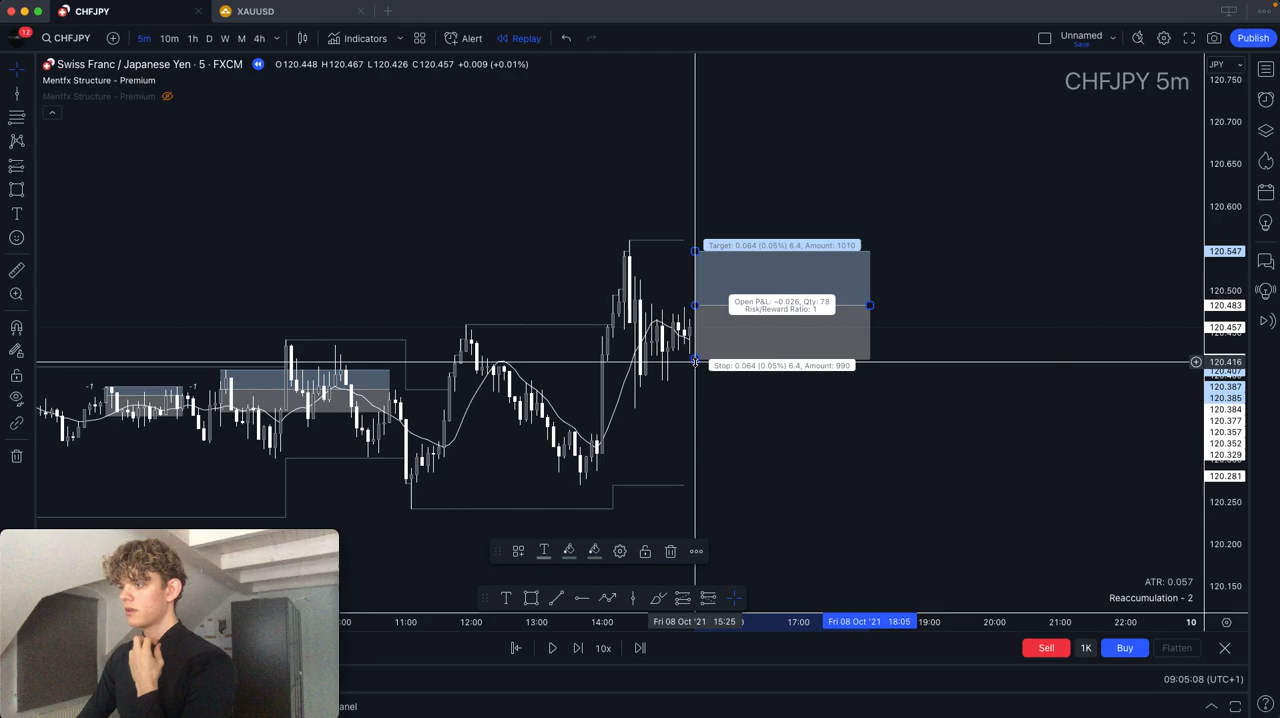 CHFJPY
XAUUSD
12
CHFJPY
5m
10m
1h
D
W
M
4h
Indicators
Alert
Replay
Unnamed
Save
Publish
Swiss Franc / Japanese Yen · 5 · FXCM
O120.448 H120.467 L120.426 C120.457 +0.009 (+0.01%)
JPY
Mentfx Structure - Premium
Mentfx Structure - Premium
CHFJPY 5m
120.750
120.700
120.650
120.600
120.547
120.500
120.483
120.457
120.416
120.387
120.385
120.384
120.377
120.357
120.352
120.329
120.281
120.250
120.200
120.150
Target: 0.064 (0.05%) 6.4, Amount: 1010
Open P&L: −0.026, Qty: 78
Risk/Reward Ratio: 1
Stop: 0.064 (0.05%) 6.4, Amount: 990
-1
-1
ATR: 0.057
Reaccumulation - 2
11:00
12:00
13:00
14:00
Fri 08 Oct '21 15:25
17:00
Fri 08 Oct '21 18:05
19:00
20:00
21:00
22:00
10
10x
Sell
1K
Buy
Flatten
09:05:08 (UTC+1)
anel